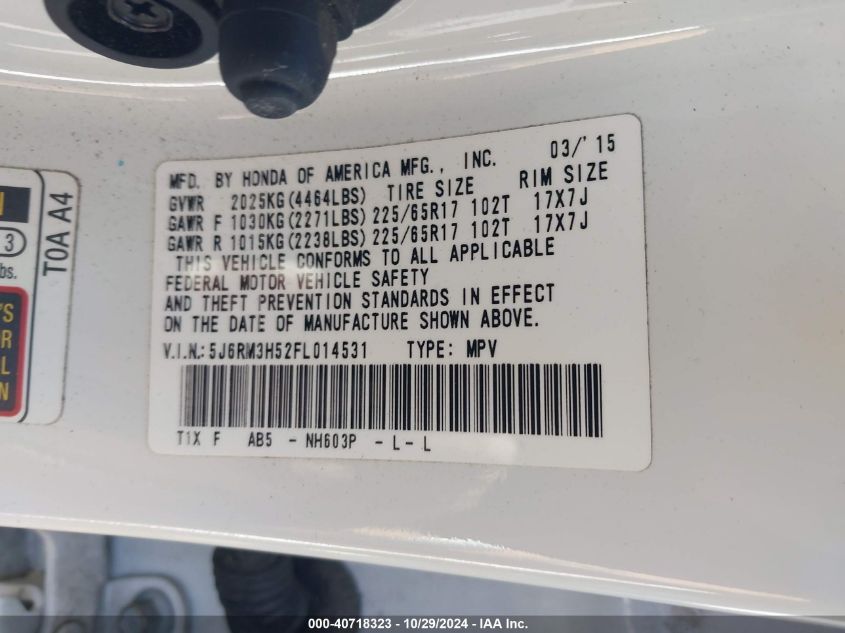 MFD. BY HONDA OF AMERICA MFG., INC. 03/'15
GVWR 2025KG(4464LBS) TIRE SIZE RIM SIZE
GAWR F 1030KG(2271LBS) 225/65R17 102T 17X7J
GAWR R 1015KG(2238LBS) 225/65R17 102T 17X7J
THIS VEHICLE CONFORMS TO ALL APPLICABLE
FEDERAL MOTOR VEHICLE SAFETY
AND THEFT PREVENTION STANDARDS IN EFFECT
ON THE DATE OF MANUFACTURE SHOWN ABOVE.
V.I.N.: 5J6RM3H52FL014531 TYPE: MPV
T1X F AB5 - NH603P - L - L
T0A A4
3
bs.
000-40718323 - 10/29/2024 - IAA Inc.